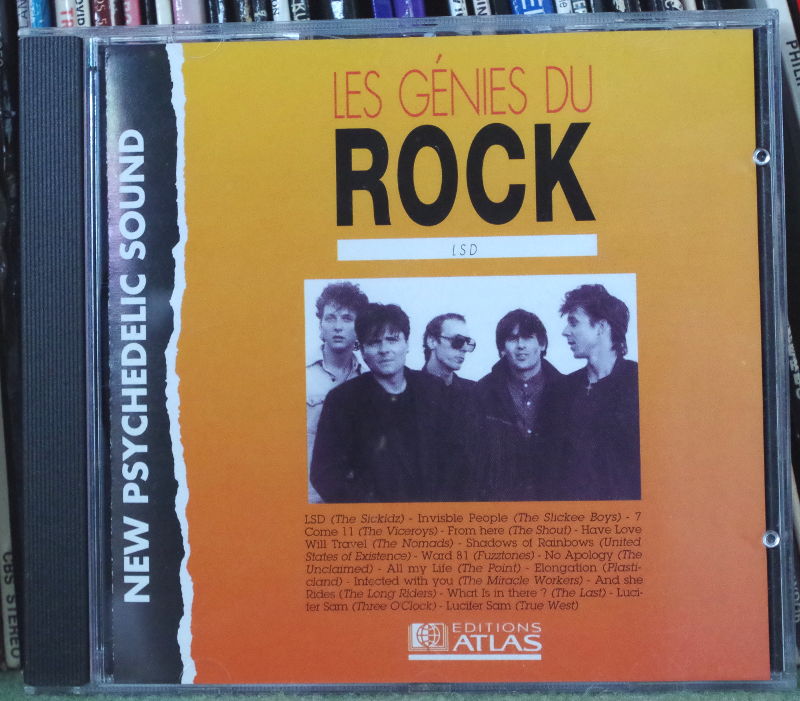 NEW PSYCHEDELIC SOUND
LES GÉNIES DU
ROCK
LSD
LSD (The Sickidz) - Invisble People (The Slickee Boys) - 7
Come 11 (The Viceroys) - From here (The Shout) - Have Love
Will Travel (The Nomads) - Shadows of Rainbows (United
States of Existence) - Ward 81 (Fuzztones) - No Apology (The
Unclaimed) - All my Life (The Point) - Elongation (Plasti-
cland) - Infected with you (The Miracle Workers) - And she
Rides (The Long Riders) - What Is in there ? (The Last) - Luci-
fer Sam (Three O'Clock) - Lucifer Sam (True West)
EDITIONS
ATLAS
CBS STEREO